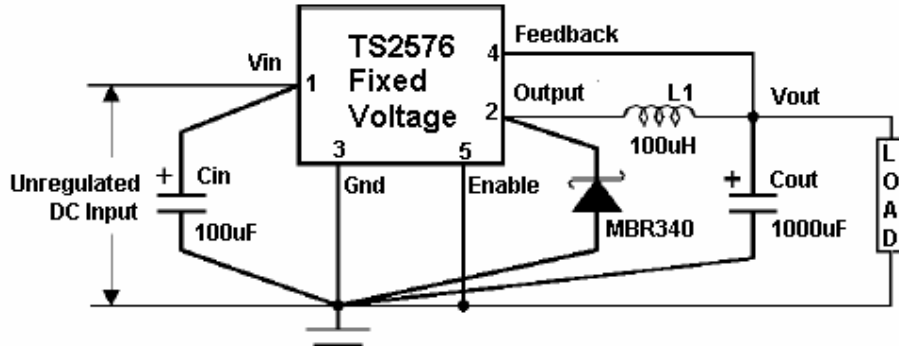 TS2576
Fixed
Voltage
Vin
1
4
Feedback
2
Output
L1
100uH
Vout
3
5
Gnd
Enable
Unregulated
DC Input
+
Cin
100uF
MBR340
+
Cout
1000uF
LOAD